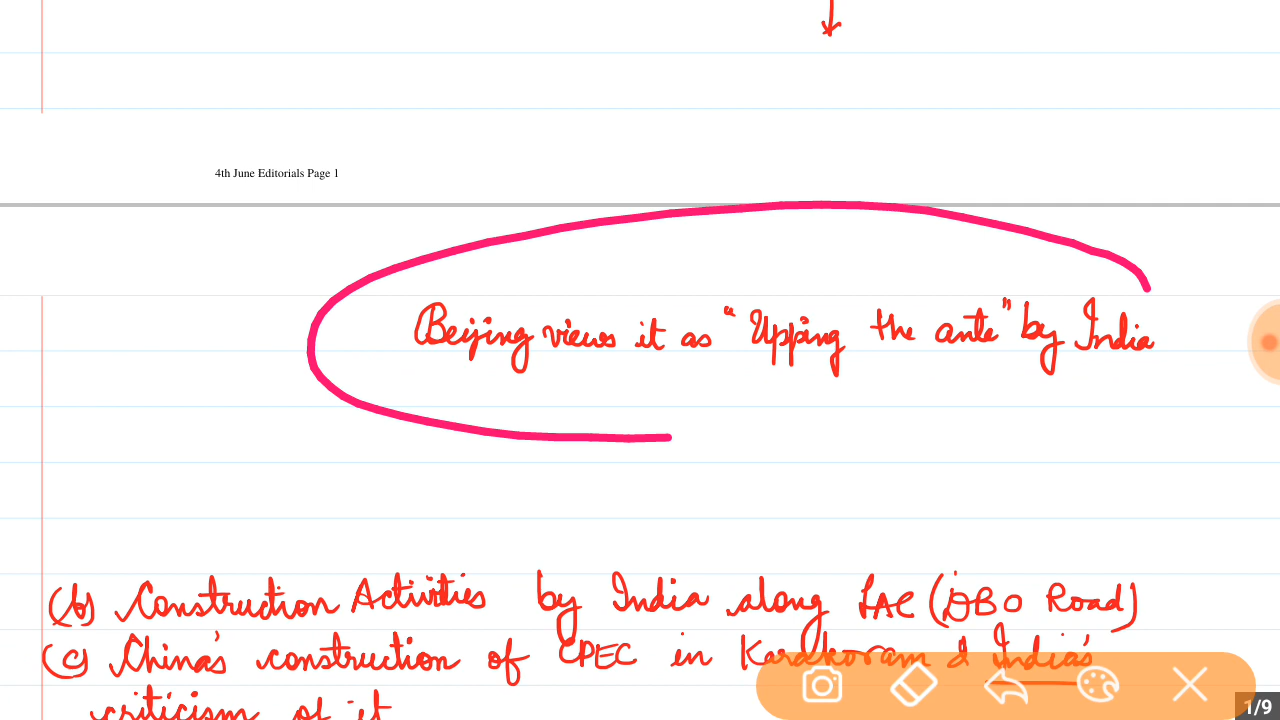 4th June Editorials Page 1
Beijing views it as "Upping the ante" by India
(b) Construction Activities by India along LAC (DBO Road)
(c) China's construction of CPEC in Karakoram & India's
criticism of it
1/9